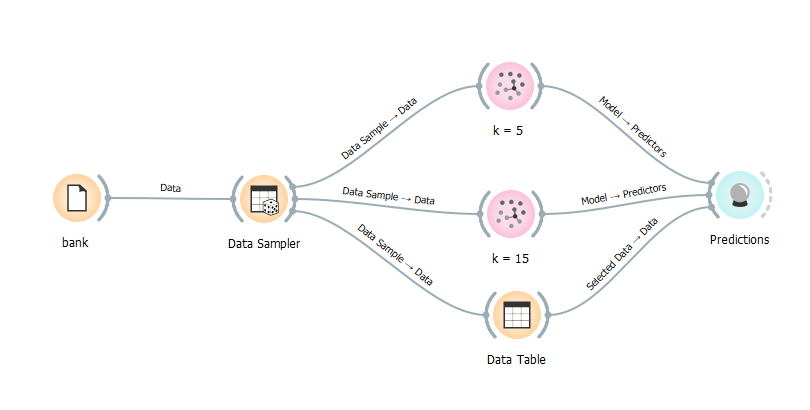 Data Sample → Data
k = 5
Model → Predictors
Data
bank
Data Sampler
Data Sample → Data
k = 15
Model → Predictors
Predictions
Data Sample → Data
Data Table
Selected Data → Data